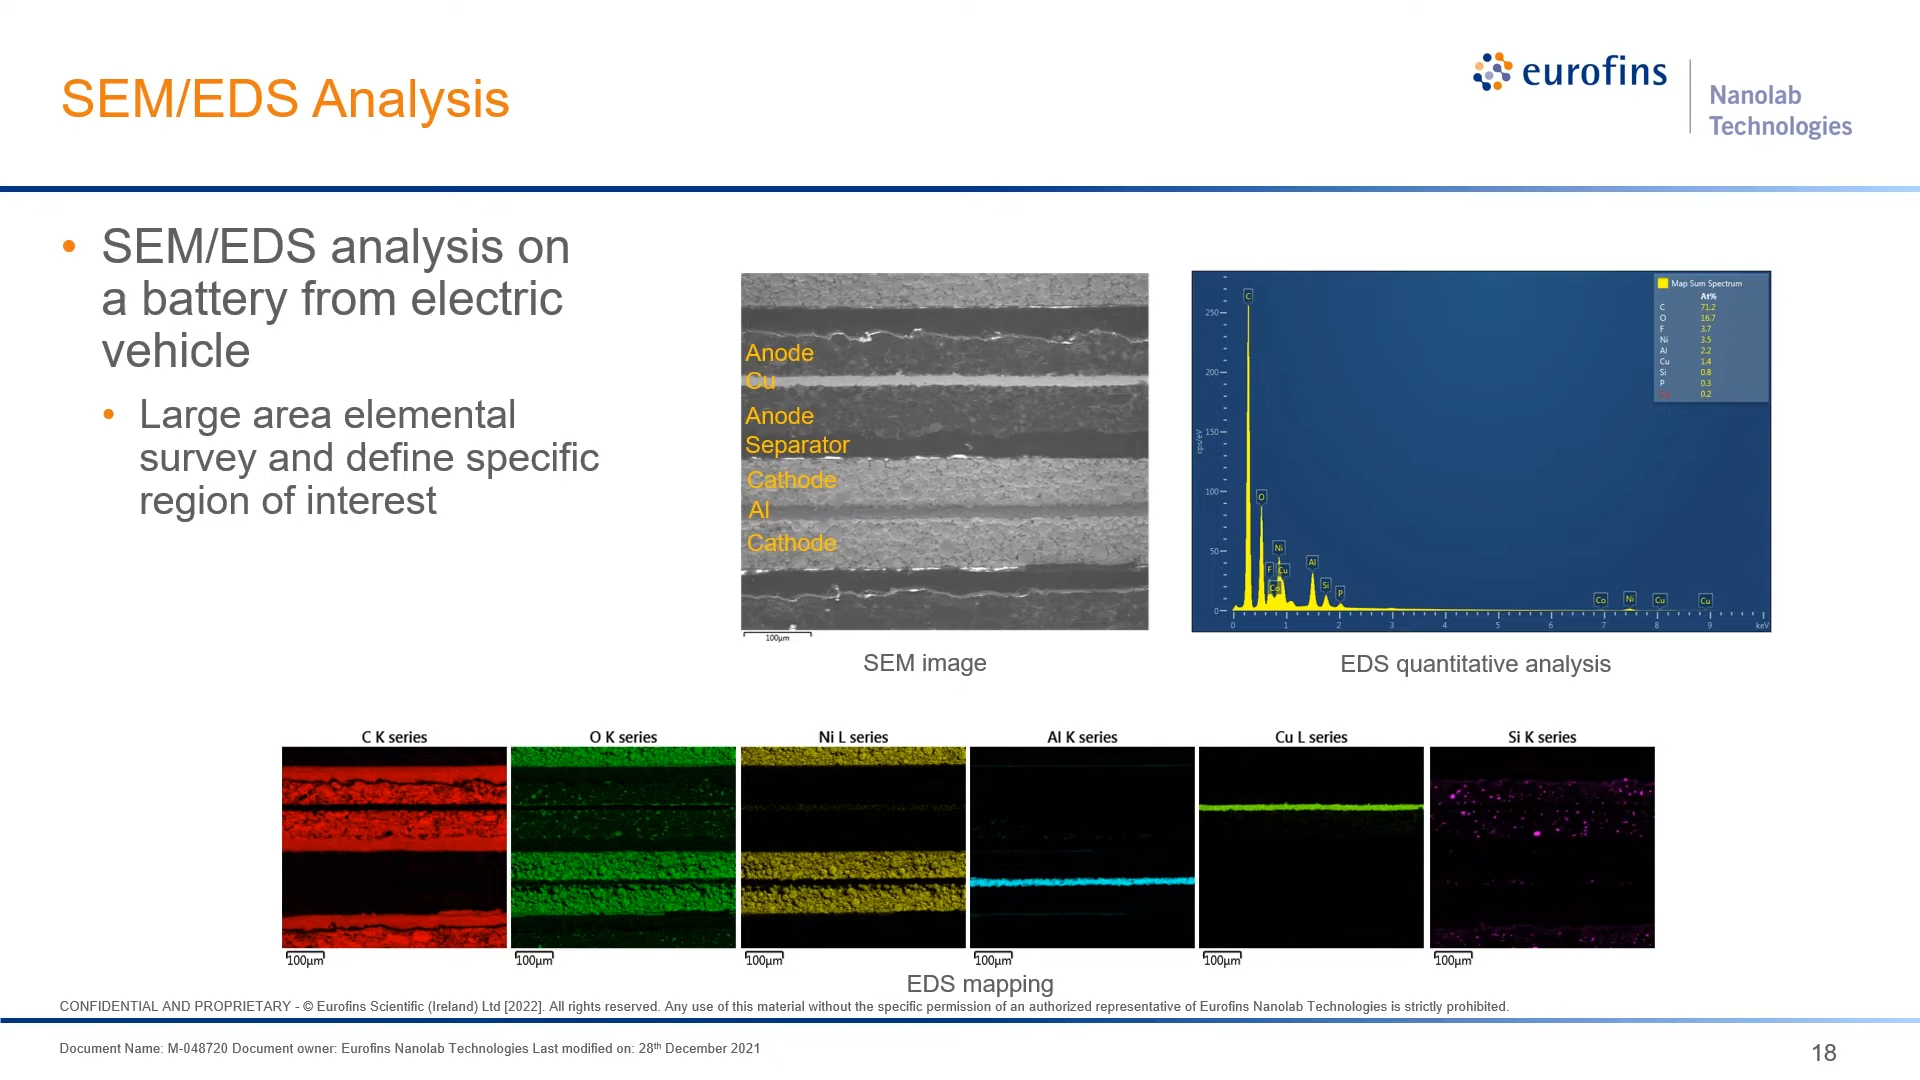 SEM/EDS Analysis
eurofins
Nanolab
Technologies
• SEM/EDS analysis on
a battery from electric
vehicle
• Large area elemental
survey and define specific
region of interest
Anode
Cu
Anode
Separator
Cathode
Al
Cathode
100µm
SEM image
Map Sum Spectrum
At%
C 71.2
O 16.7
F 3.7
Ni 3.5
Al 2.2
Cu 1.4
Si 0.8
P 0.3
Co 0.2
cps/eV
250
200
150
100
50
0
C
O
Ni
F
Cu
Co
Al
Si
P
Co
Ni
Cu
Cu
0 1 2 3 4 5 6 7 8 9 keV
EDS quantitative analysis
C K series
O K series
Ni L series
Al K series
Cu L series
Si K series
100µm
100µm
100µm
100µm
100µm
100µm
EDS mapping
CONFIDENTIAL AND PROPRIETARY - © Eurofins Scientific (Ireland) Ltd [2022]. All rights reserved. Any use of this material without the specific permission of an authorized representative of Eurofins Nanolab Technologies is strictly prohibited.
Document Name: M-048720 Document owner: Eurofins Nanolab Technologies Last modified on: 28th December 2021
18